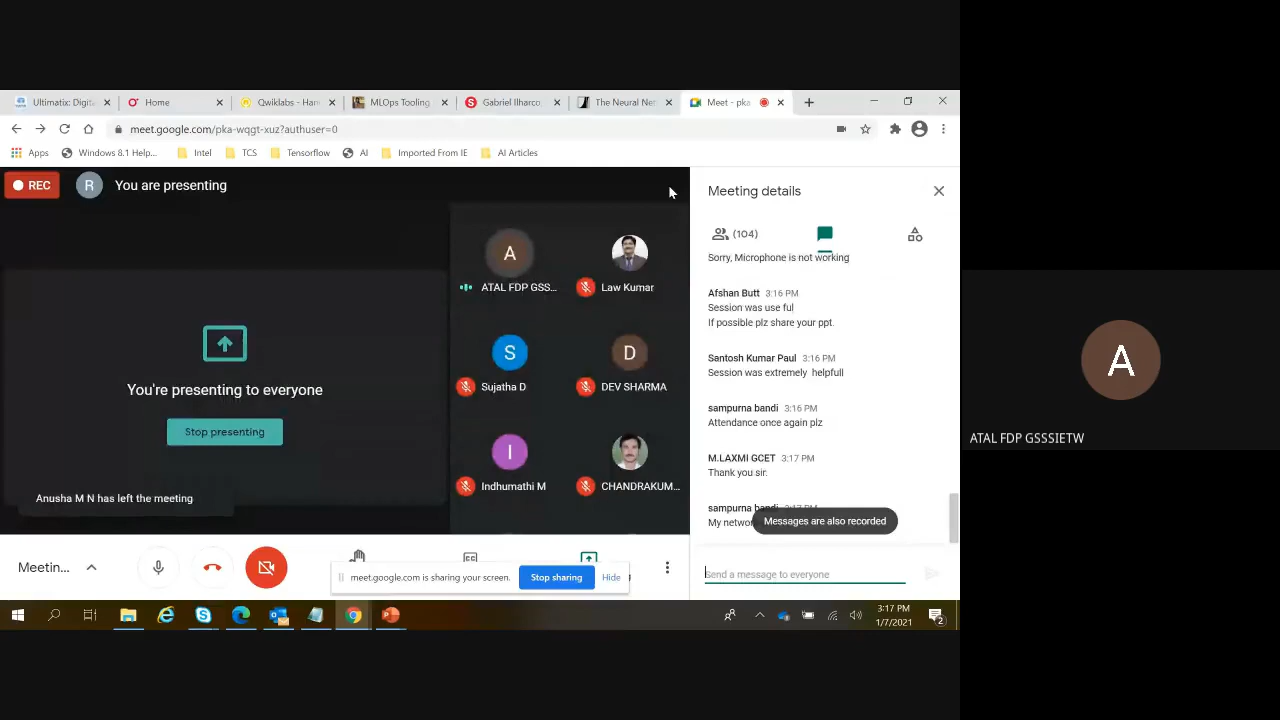 Ultimatix: Digit
Home
Qwiklabs - Han
MLOps Tooling
Gabriel Ilharco,
The Neural Net
Meet - pka
meet.google.com/pka-wqgt-xuz?authuser=0
Apps
Windows 8.1 Help...
Intel
TCS
Tensorflow
AI
Imported From IE
AI Articles
REC
R
You are presenting
You're presenting to everyone
Stop presenting
Anusha M N has left the meeting
A
ATAL FDP GSS...
Law Kumar
S
Sujatha D
D
DEV SHARMA
I
Indhumathi M
CHANDRAKUM...
Meeting details
(104)
Sorry, Microphone is not working
Afshan Butt 3:16 PM
Session was use ful
If possible plz share your ppt.
Santosh Kumar Paul 3:16 PM
Session was extremely helpfull
sampurna bandi 3:16 PM
Attendance once again plz
M.LAXMI GCET 3:17 PM
Thank you sir.
sampurna bandi 3:17 PM
Messages are also recorded
Send a message to everyone
Meetin...
CC
meet.google.com is sharing your screen.
Stop sharing
Hide
3:17 PM
1/7/2021
2
A
ATAL FDP GSSSIETW